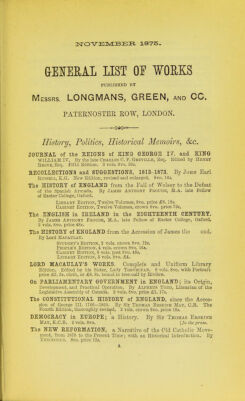 NOVEMBER 1875.
GENERAL LIST OF WORKS
PUBLISHED BY
MESSRS. LONGMANS, GREEN, AND CO.
PATERNOSTER ROW, LONDON.
History, Politics, Historical Memoirs, &c.
JOURNAL of the REIGNS of KING GEORGE IV. and KING
WILLIAM IV. By the late CHARLES C. F. GREVILLE, Esq. Edited by HENRY
REEVE, Esq. Fifth Edition. 3 vols. 8vo. 36s.
RECOLLECTIONS and SUGGESTIONS, 1813-1873. By JOHN Earl
RUSSELL, K.G. New Edition, revised and enlarged. 8vo. 16s.
The HISTORY of ENGLAND from the Fall of Wolsey to the Defeat
of the Spanish Armada. By JAMES ANTHONY FROUDE, M.A. late Fellow
of Exeter College, Oxford.
LIBRARY EDITION, Twelve Volumes, 8vo. price £8. 18s.
CABINET EDITION, Twelve Volumes, crown 8vo. price 72s.
The ENGLISH in IRELAND in the EIGHTEENTH CENTURY.
By JAMES ANTHONY FROUDE, M.A. late Fellow of Exeter College, Oxford.
3 vols. 8vo. price 48s.
The HISTORY of ENGLAND from the Accession of James the end.
By Lord MACAULAY.
STUDENT'S EDITION, 2 vols. crown 8vo. 12s.
PEOPLE'S EDITION, 4 vols. crown 8vo. 16s.
CABINET EDITION, 8 vols. post 8vo. 48s.
LIBRARY EDITION, 5 vols. 8vo. £4.
LORD MACAULAY'S WORKS. Complete and Uniform Library
Edition. Edited by his Sister, Lady TREVELYAN. 8 vols. 8vo. with Portrait
price £5. 5s. cloth, or £8. 8s. bound in tree-calf by Rivière.
On PARLIAMENTARY GOVERNMENT in ENGLAND; its Origin,
Development, and Practical Operation. By ALPHEUS TODD, Librarian of the
Legislative Assembly of Canada. 2 vols. 8vo. price £1. 17s.
The CONSTITUTIONAL HISTORY of ENGLAND, since the Acces-
sion of George III. 1760-1860. By Sir THOMAS ERSKINE MAY, C.B. The
Fourth Edition, thoroughly revised. 3 vols. crown 8vo. price 18s.
DEMOCRACY in EUROPE; a History. By Sir THOMAS ERSKINE
MAY, K.C.B. 2 vols. 8vo. [In the press.
The NEW REFORMATION, a Narrative of the Old Catholic Move-
ment, from 1870 to the Present Time; with an Historical Introduction. By
THEODORUS. 8vo. price 12s.
A